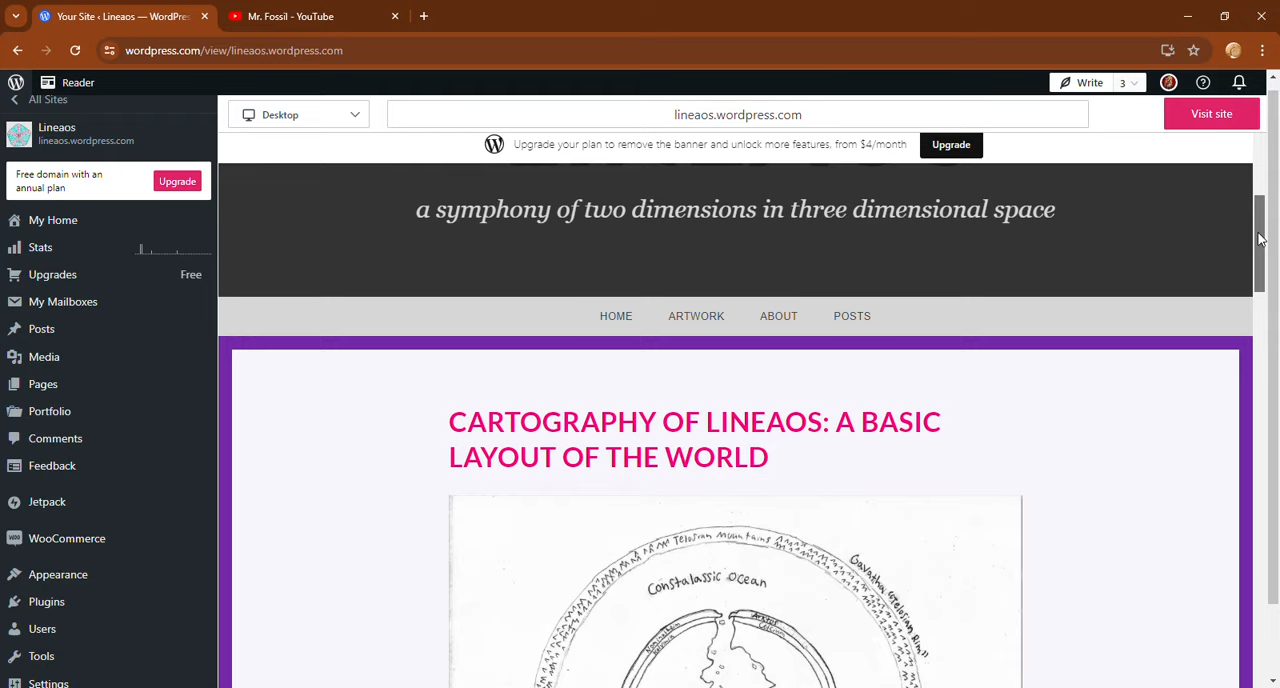 Your Site ‹ Lineaos — WordPres
Mr. Fossil - YouTube
wordpress.com/view/lineaos.wordpress.com
Reader
Write
3
All Sites
Lineaos
lineaos.wordpress.com
Free domain with an
annual plan
Upgrade
My Home
Stats
Upgrades
Free
My Mailboxes
Posts
Media
Pages
Portfolio
Comments
Feedback
Jetpack
WooCommerce
Appearance
Plugins
Users
Tools
Settings
Desktop
lineaos.wordpress.com
Visit site
Upgrade your plan to remove the banner and unlock more features, from $4/month
Upgrade
a symphony of two dimensions in three dimensional space
HOME
ARTWORK
ABOUT
POSTS
CARTOGRAPHY OF LINEAOS: A BASIC
LAYOUT OF THE WORLD
Telosian Mountains
Constalassic Ocean